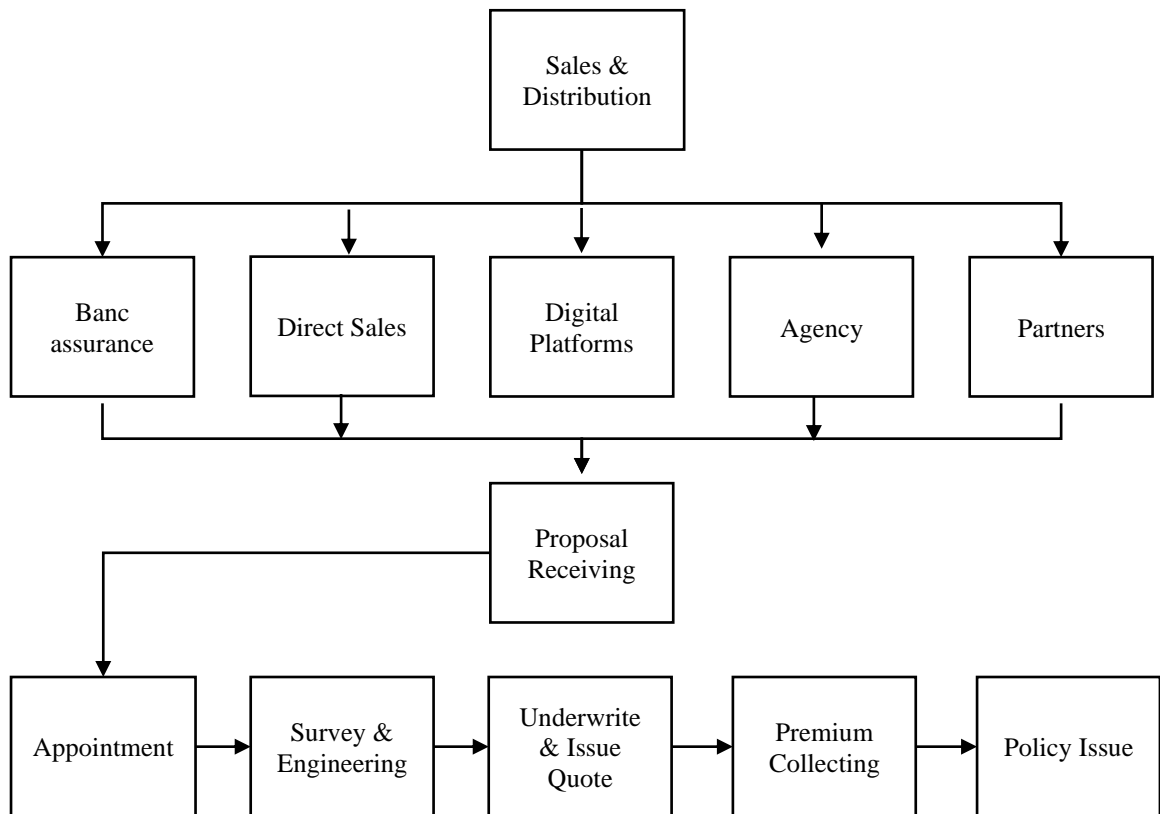 Sales &
Distribution
Banc
assurance
Direct Sales
Digital
Platforms
Agency
Partners
Proposal
Receiving
Appointment
Survey &
Engineering
Underwrite
& Issue
Quote
Premium
Collecting
Policy Issue